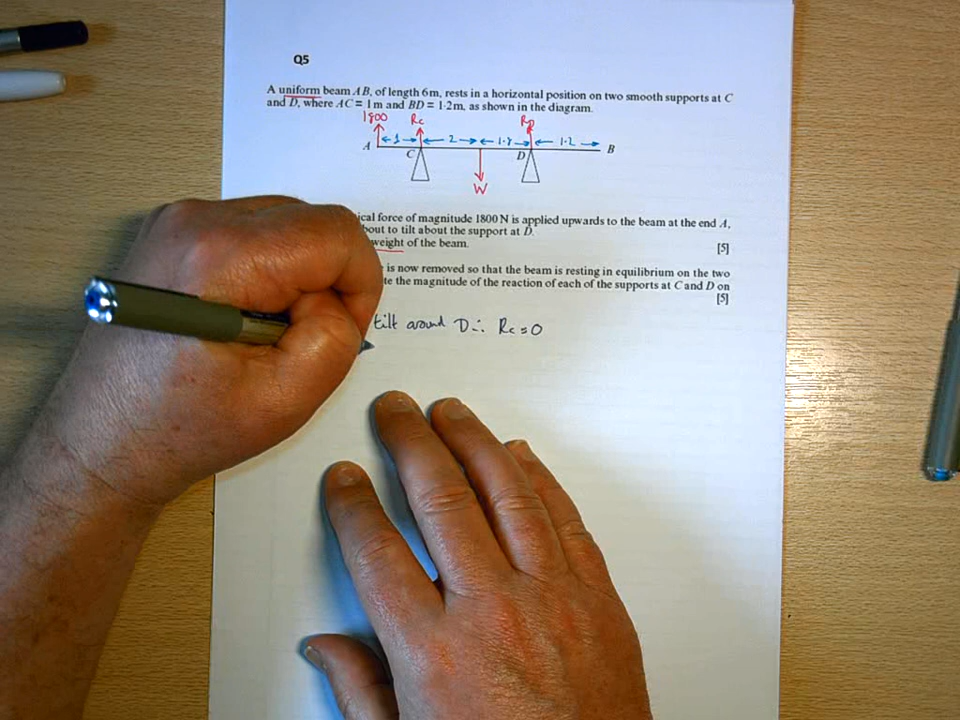 Q5
A uniform beam AB, of length 6m, rests in a horizontal position on two smooth supports at C
and D, where AC = 1m and BD = 1·2m, as shown in the diagram.
1800 Rc RD
A 1 2 1·8 1·2 B
C D
W
ical force of magnitude 1800 N is applied upwards to the beam at the end A,
bout to tilt about the support at D.
weight of the beam. [5]
is now removed so that the beam is resting in equilibrium on the two
te the magnitude of the reaction of each of the supports at C and D on
[5]
tilt around D ∴ Rc = 0